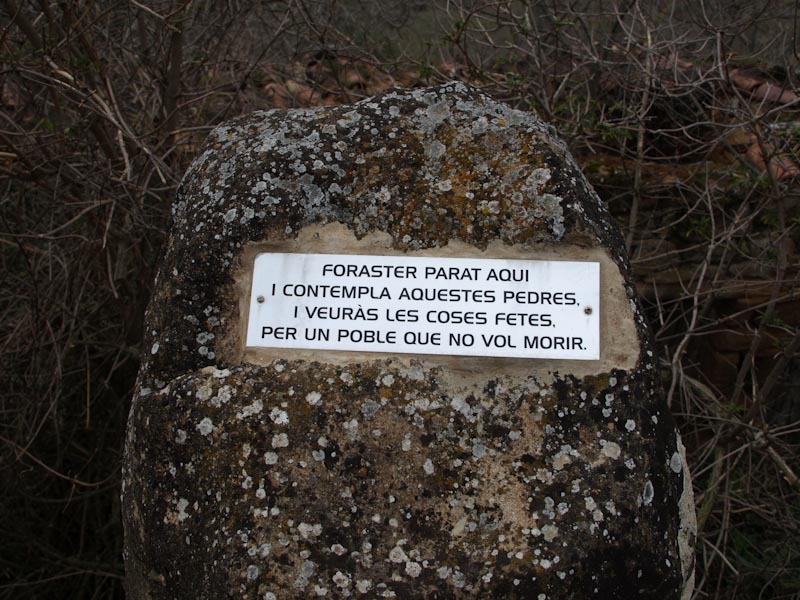 FORASTER PARAT AQUI
I CONTEMPLA AQUESTES PEDRES,
I VEURÀS LES COSES FETES,
PER UN POBLE QUE NO VOL MORIR.